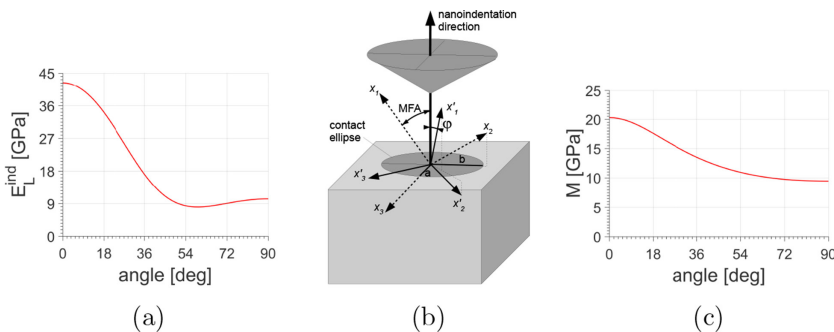 45
36
27
18
9
0
E_L^ind [GPa]
0 18 36 54 72 90
angle [deg]
(a)
nanoindentation
direction
x₁
MFA
x'₁
φ
x₂
contact
ellipse
b
a
x'₃
x'₂
x₃
(b)
25
20
15
10
5
0
M [GPa]
0 18 36 54 72 90
angle [deg]
(c)